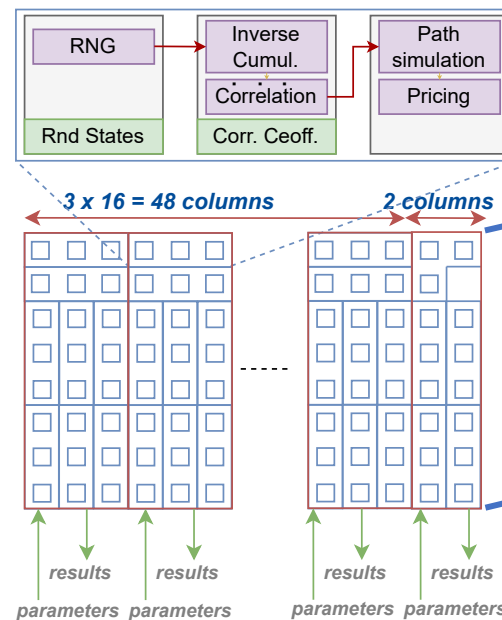 RNG
Inverse
Cumul.
Path
simulation
. . .
Correlation
Pricing
Rnd States
Corr. Ceoff.
3 x 16 = 48 columns
2 columns
results
results
results
results
parameters
parameters
parameters
parameters